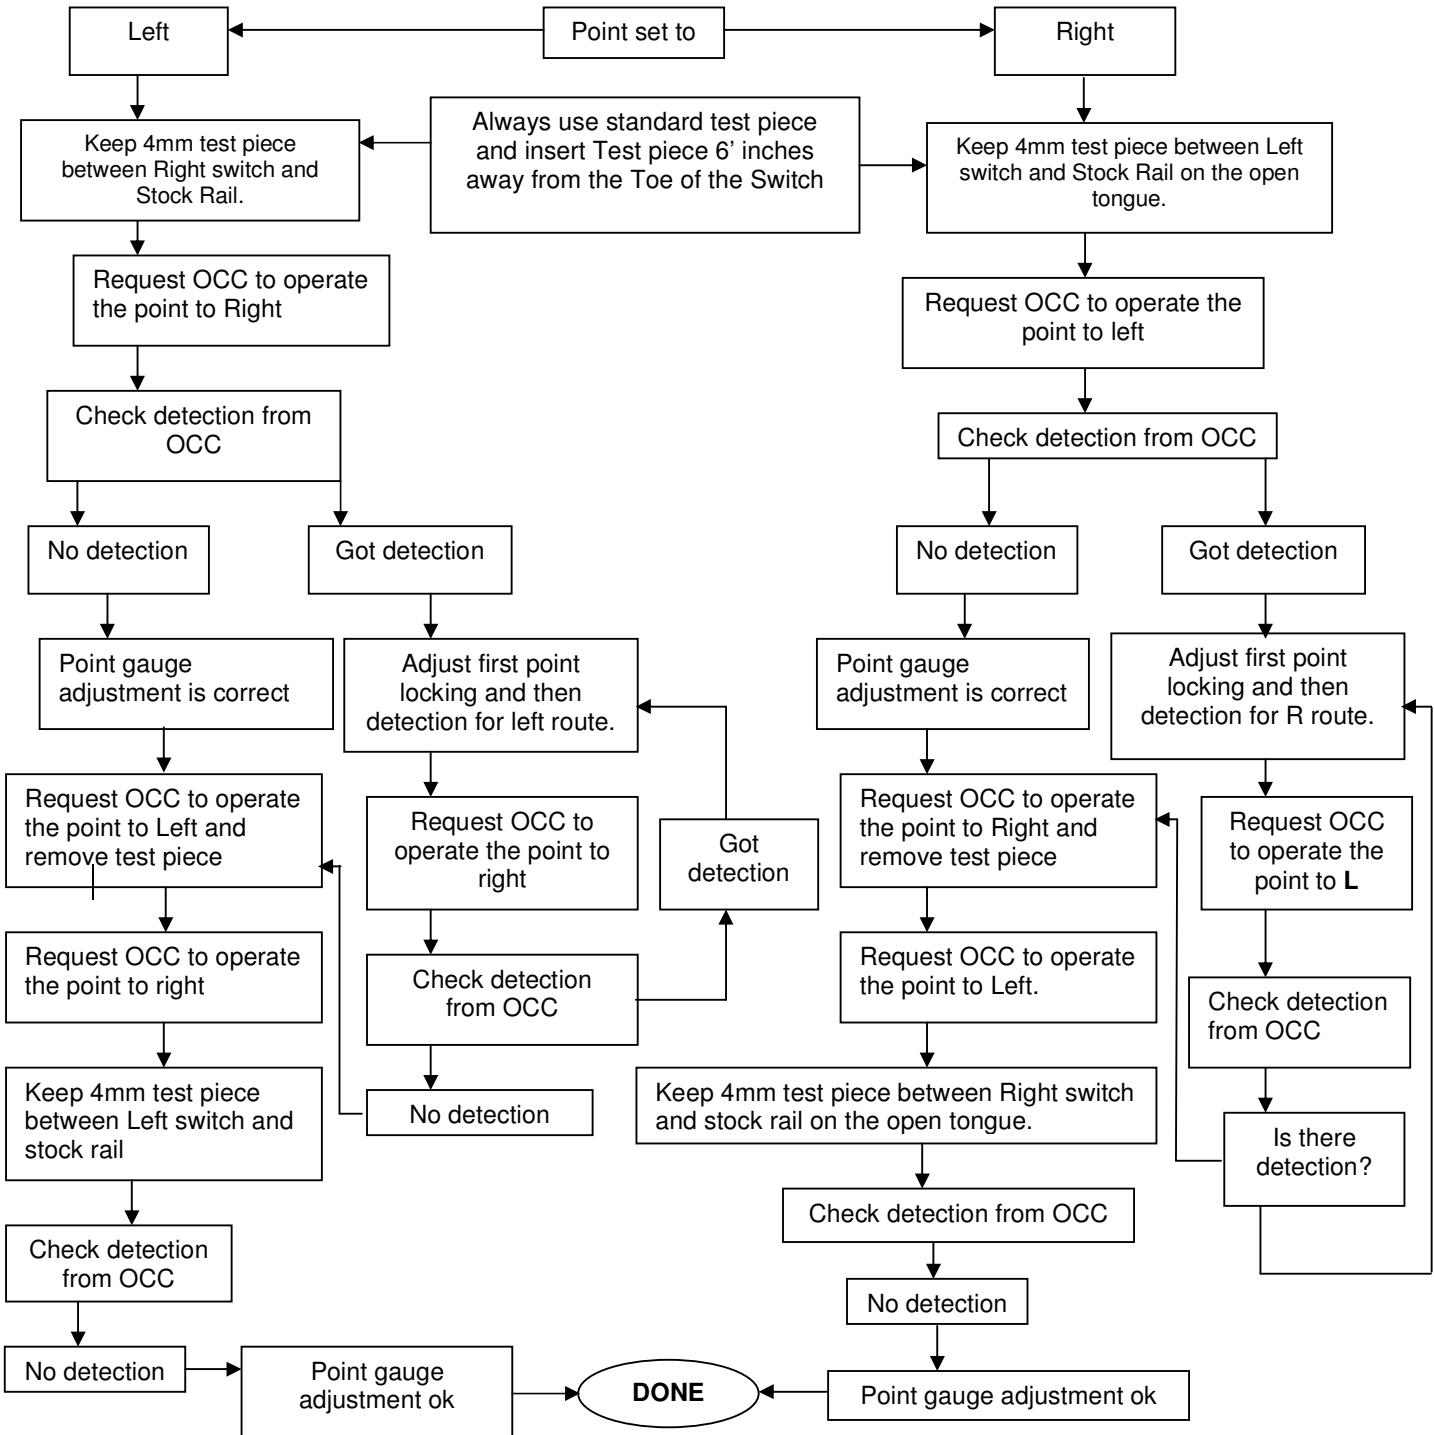 Left
Point set to
Right
Always use standard test piece
and insert Test piece 6' inches
away from the Toe of the Switch
Keep 4mm test piece
between Right switch and
Stock Rail.
Keep 4mm test piece between Left
switch and Stock Rail on the open
tongue.
Request OCC to operate
the point to Right
Request OCC to operate the
point to left
Check detection from
OCC
Check detection from OCC
No detection
Got detection
No detection
Got detection
Point gauge
adjustment is correct
Adjust first point
locking and then
detection for left route.
Point gauge
adjustment is correct
Adjust first point
locking and then
detection for R route.
Request OCC to operate
the point to Left and
remove test piece
Request OCC to
operate the point to
right
Got
detection
Request OCC to operate
the point to Right and
remove test piece
Request OCC
to operate the
point to L
Request OCC to operate
the point to right
Check detection
from OCC
Request OCC to operate
the point to Left.
Check detection
from OCC
Keep 4mm test piece
between Left switch and
stock rail
No detection
Keep 4mm test piece between Right switch
and stock rail on the open tongue.
Is there
detection?
Check detection
from OCC
Check detection from OCC
No detection
No detection
Point gauge
adjustment ok
DONE
Point gauge adjustment ok